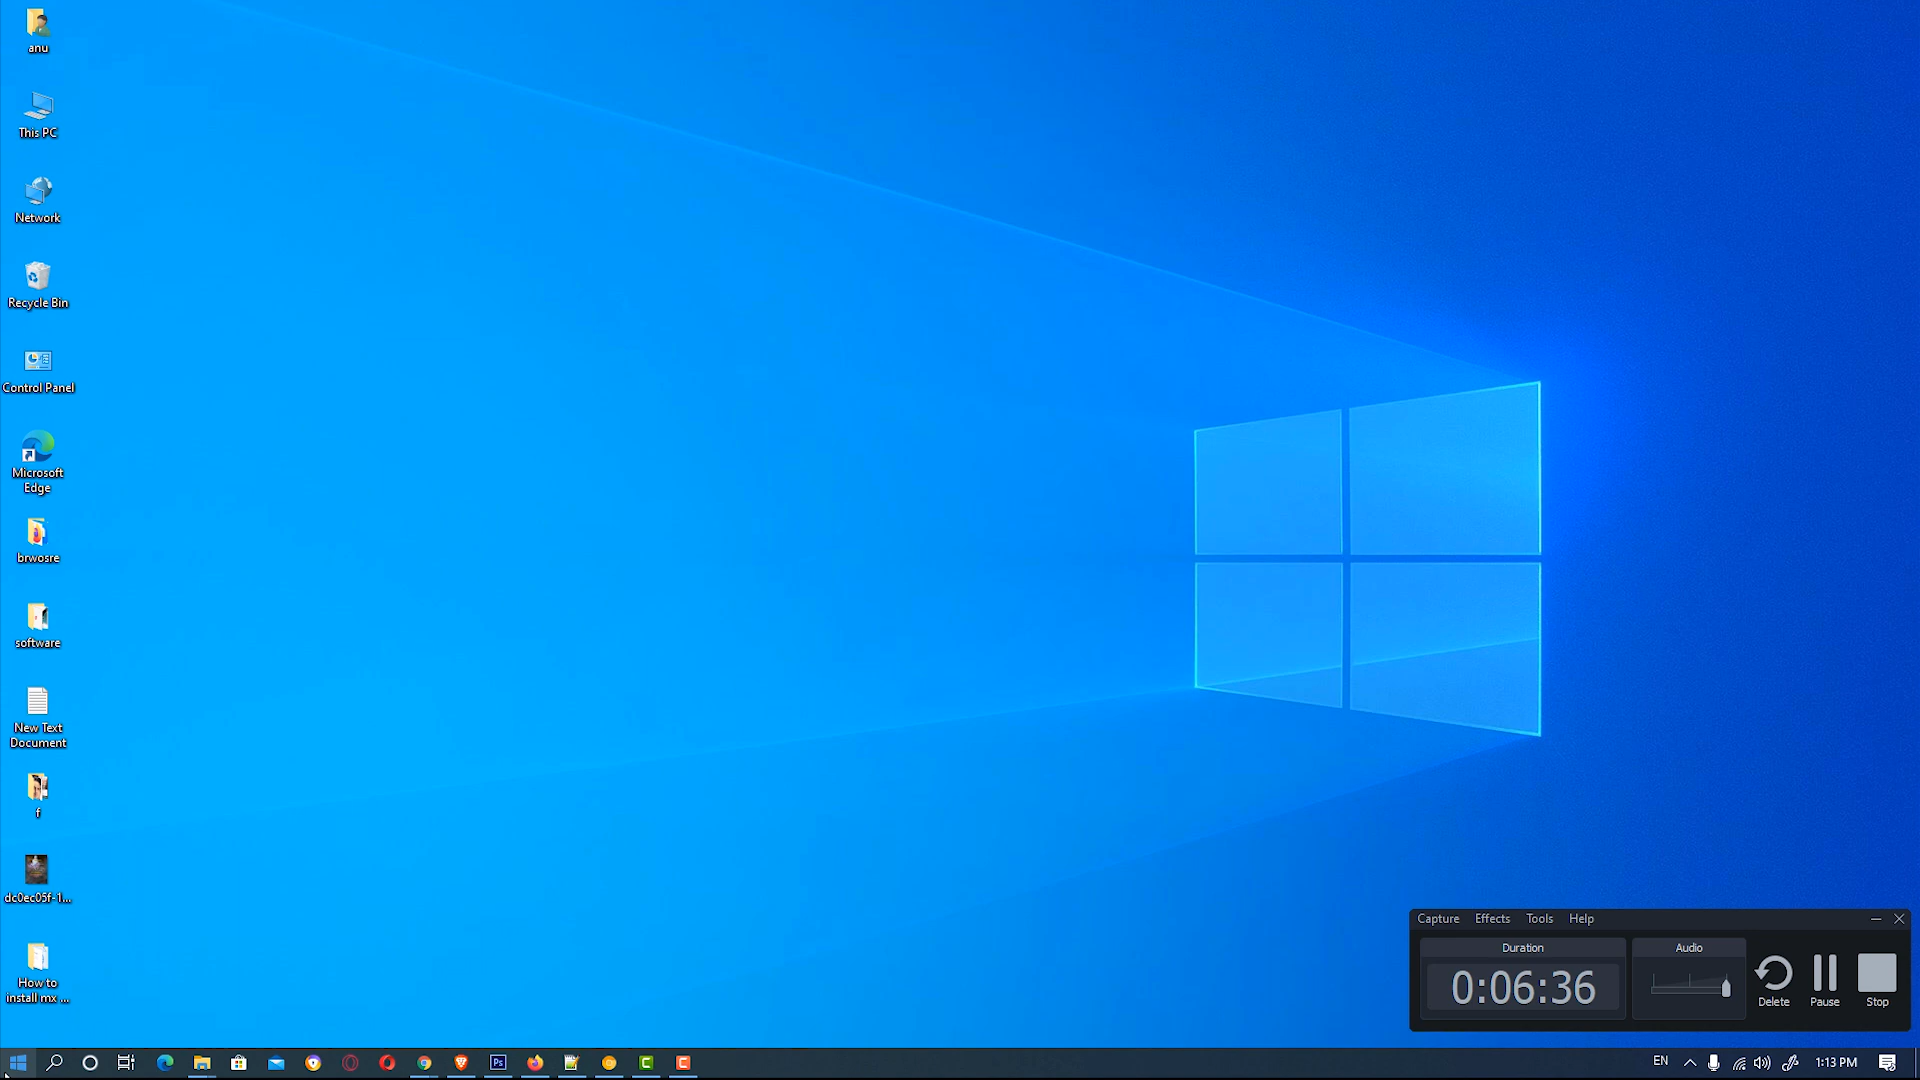 anu
This PC
Network
Recycle Bin
Control Panel
Microsoft
Edge
brwosre
software
New Text
Document
f
dc0ec05f-1...
How to
install mx ...
Capture Effects Tools Help
Duration
Audio
0:06:36
Delete
Pause
Stop
Ps
EN
1:13 PM